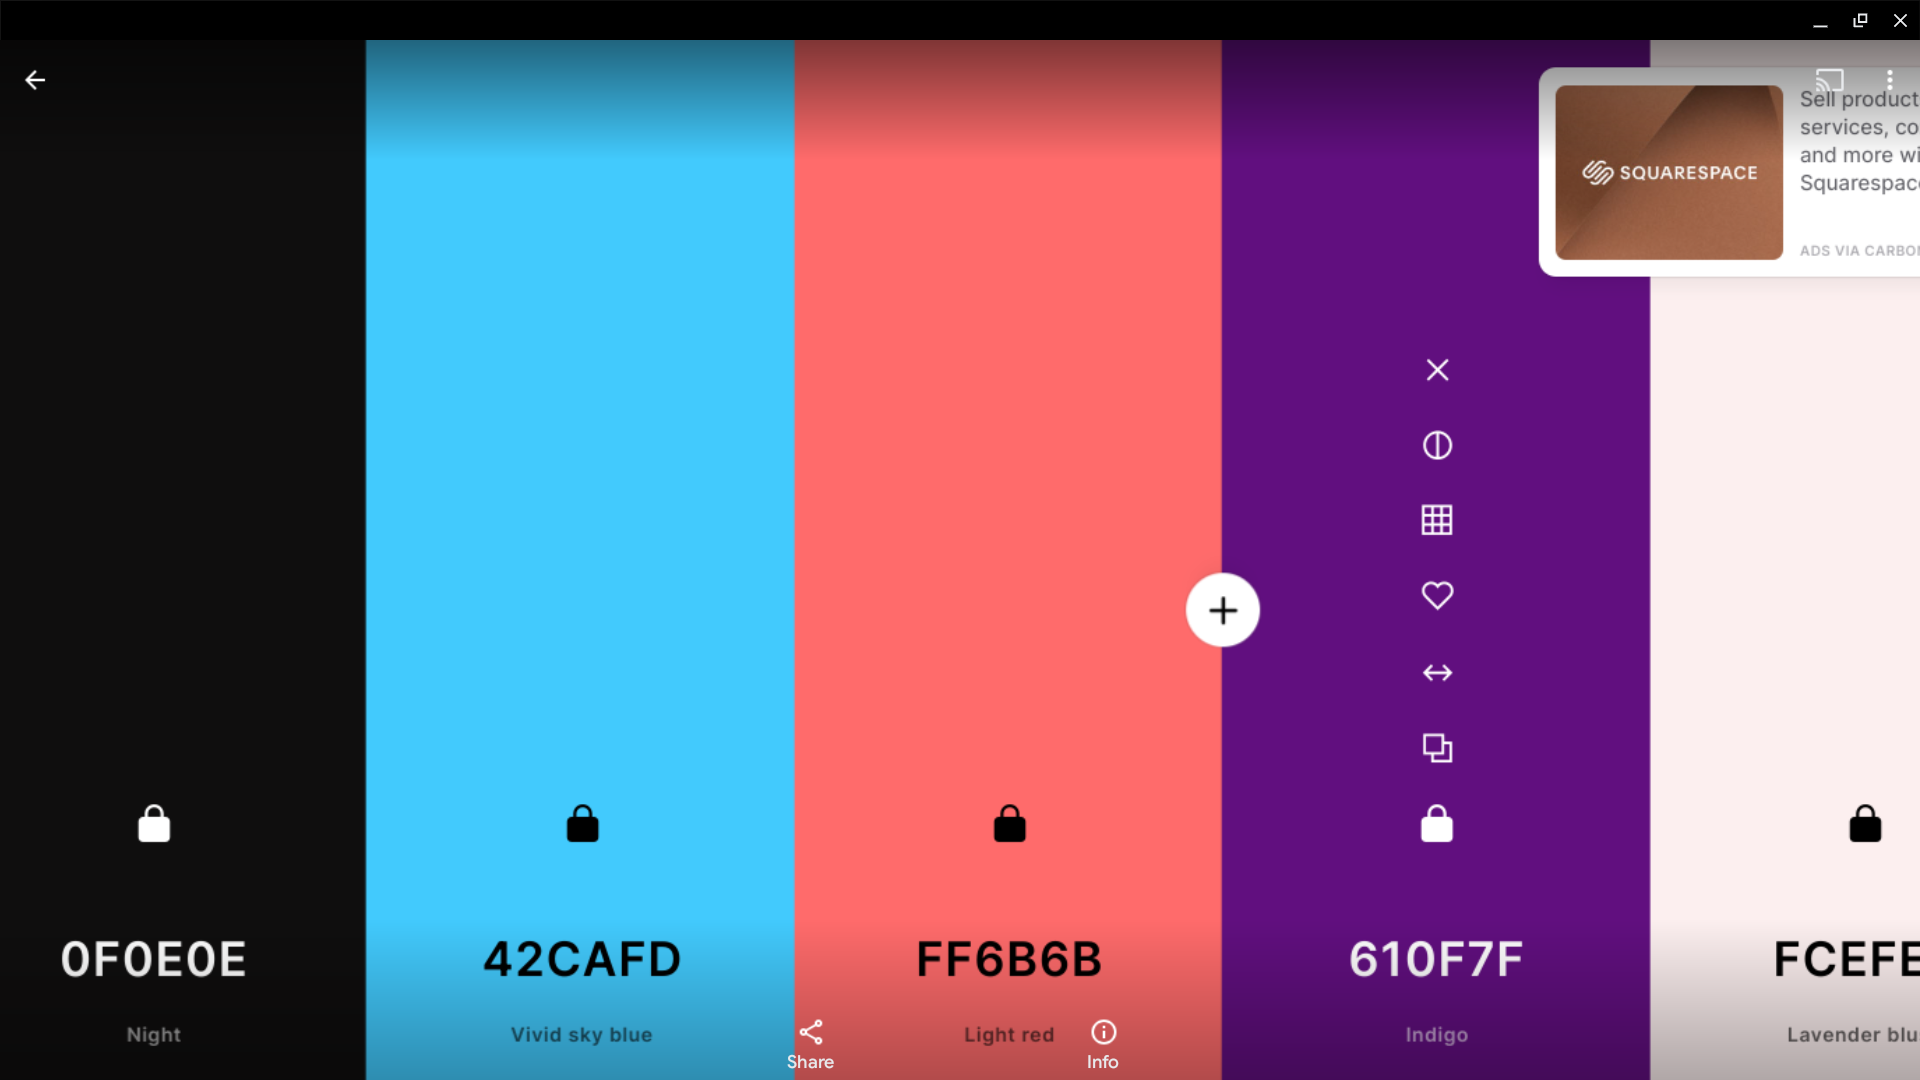 Sell product
services, co
and more wi
Squarespac
SQUARESPACE
ADS VIA CARBON
0F0E0E
42CAFD
FF6B6B
610F7F
FCEFE
Night
Vivid sky blue
Light red
Indigo
Lavender blu
Share
Info